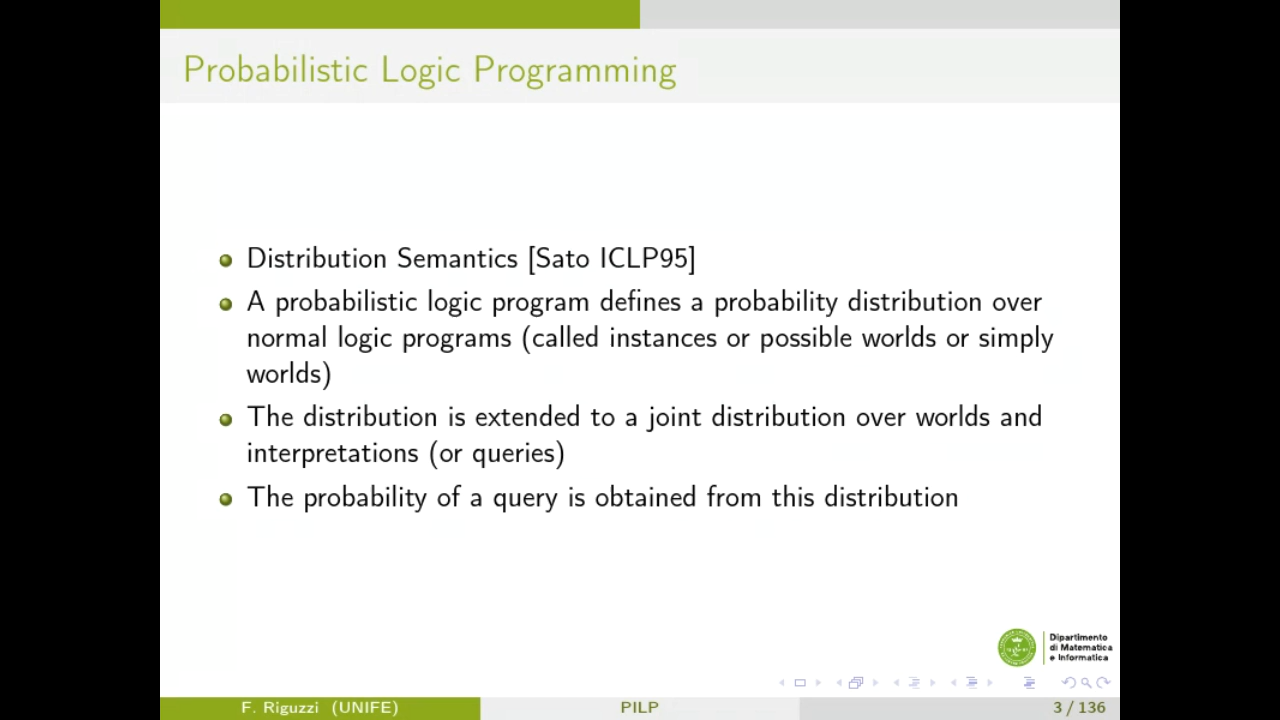 Probabilistic Logic Programming
Distribution Semantics [Sato ICLP95]
A probabilistic logic program defines a probability distribution over
normal logic programs (called instances or possible worlds or simply
worlds)
The distribution is extended to a joint distribution over worlds and
interpretations (or queries)
The probability of a query is obtained from this distribution
Dipartimento
di Matematica
e Informatica
F. Riguzzi (UNIFE)
PILP
3 / 136